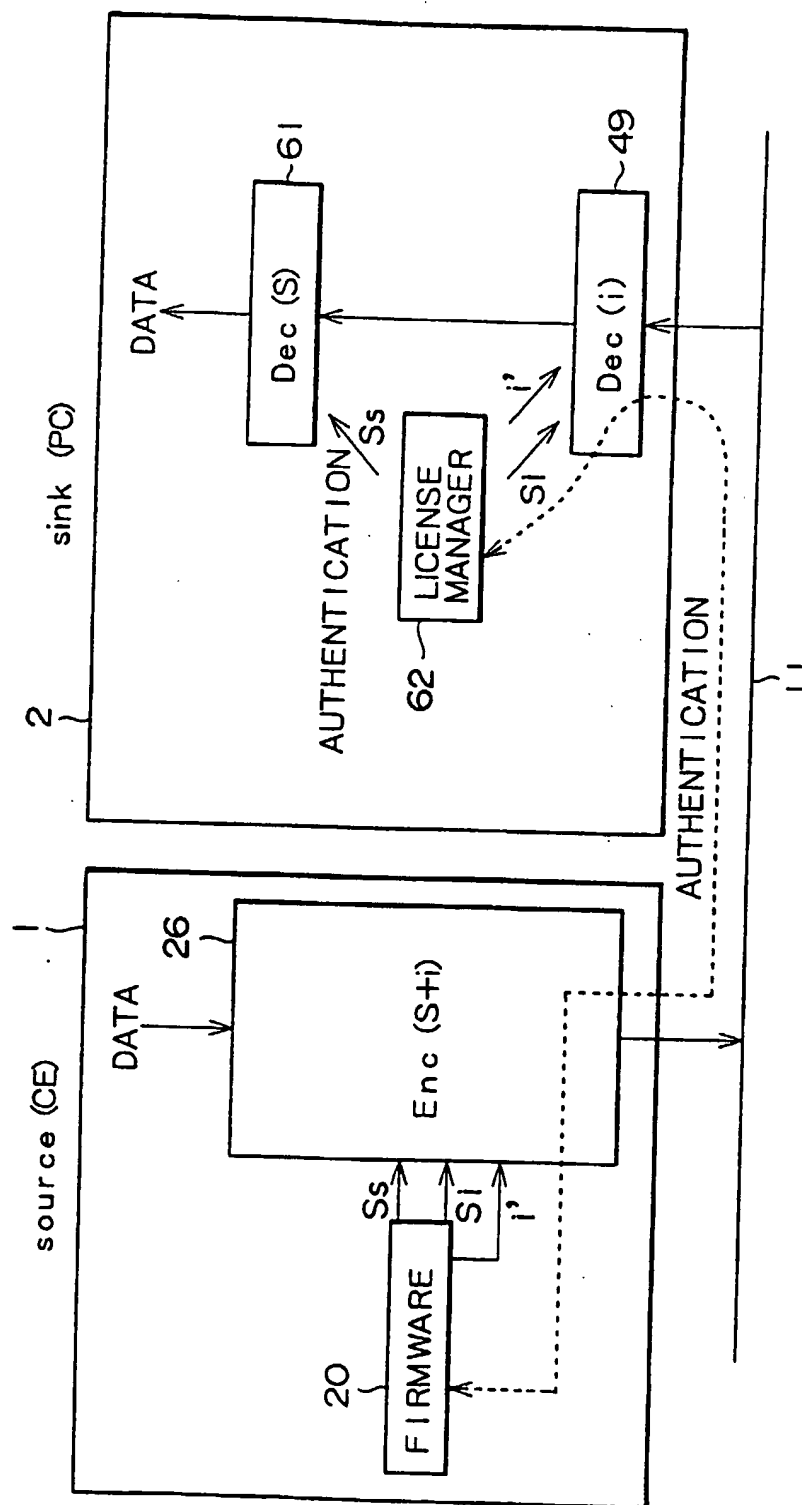 source (CE)
1
DATA
26
Enc (S+i)
Ss
Si
i'
FIRMWARE
20
sink (PC)
2
DATA
61
Dec (S)
AUTHENTICATION
Ss
LICENSE
MANAGER
62
Si
i'
Dec (i)
49
AUTHENTICATION
11